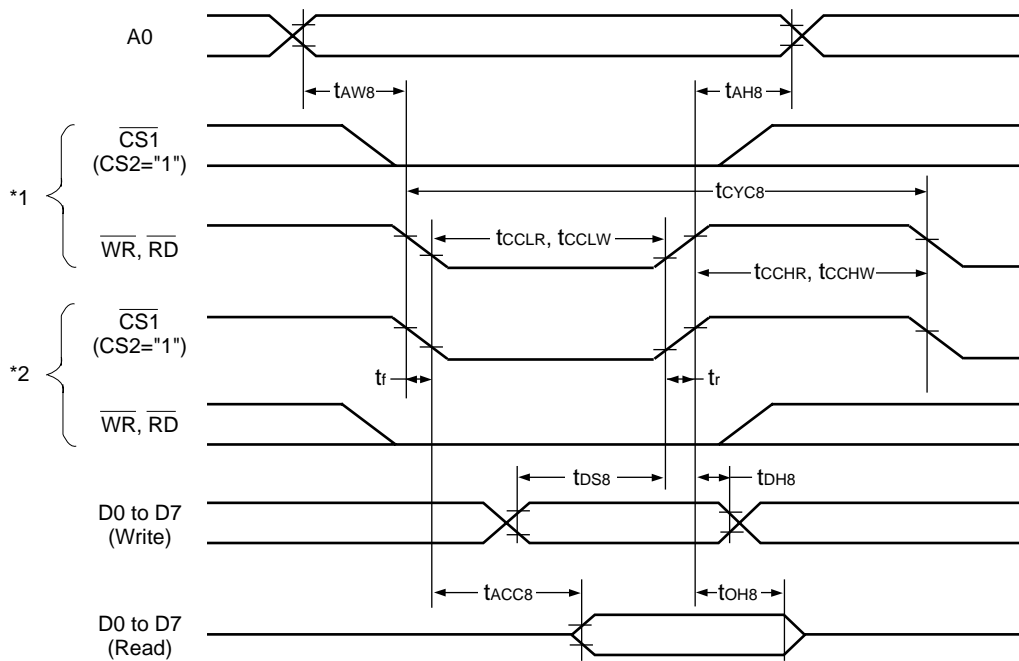 A0
tAW8
tAH8
*1
CS1
(CS2="1")
tCYC8
WR, RD
tCCLR, tCCLW
tCCHR, tCCHW
*2
CS1
(CS2="1")
tf
tr
WR, RD
tDS8
tDH8
D0 to D7
(Write)
tACC8
tOH8
D0 to D7
(Read)